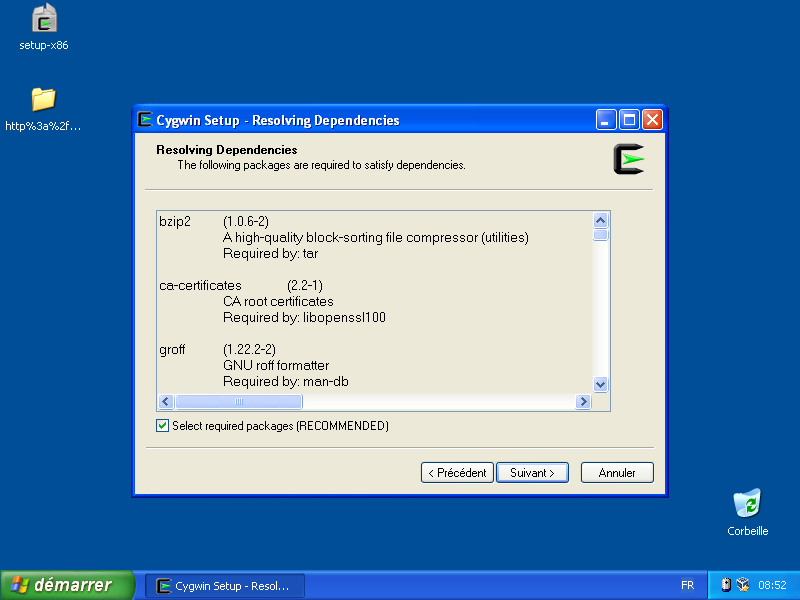 setup-x86
http%3a%2f...
Cygwin Setup - Resolving Dependencies
Resolving Dependencies
The following packages are required to satisfy dependencies.
bzip2 (1.0.6-2)
A high-quality block-sorting file compressor (utilities)
Required by: tar
ca-certificates (2.2-1)
CA root certificates
Required by: libopenssl100
groff (1.22.2-2)
GNU roff formatter
Required by: man-db
Select required packages (RECOMMENDED)
< Précédent Suivant > Annuler
Corbeille
démarrer Cygwin Setup - Resol... FR 08:52